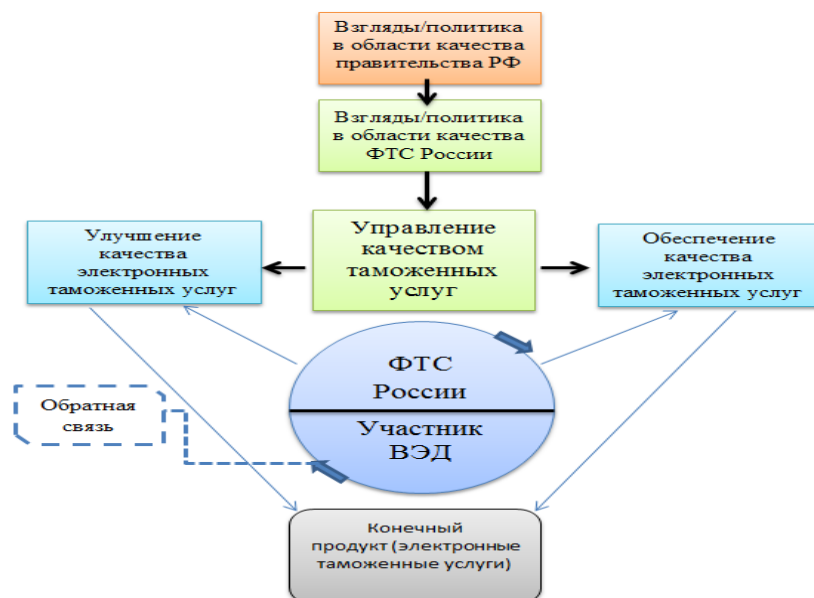 Взгляды/политика
в области качества
правительства РФ
Взгляды/политика
в области качества
ФТС России
Управление
качеством
таможенных
услуг
Улучшение
качества
электронных
таможенных услуг
Обеспечение
качества
электронных
таможенных услуг
ФТС
России
Участник
ВЭД
Обратная
связь
Конечный
продукт (электронные
таможенные услуги)